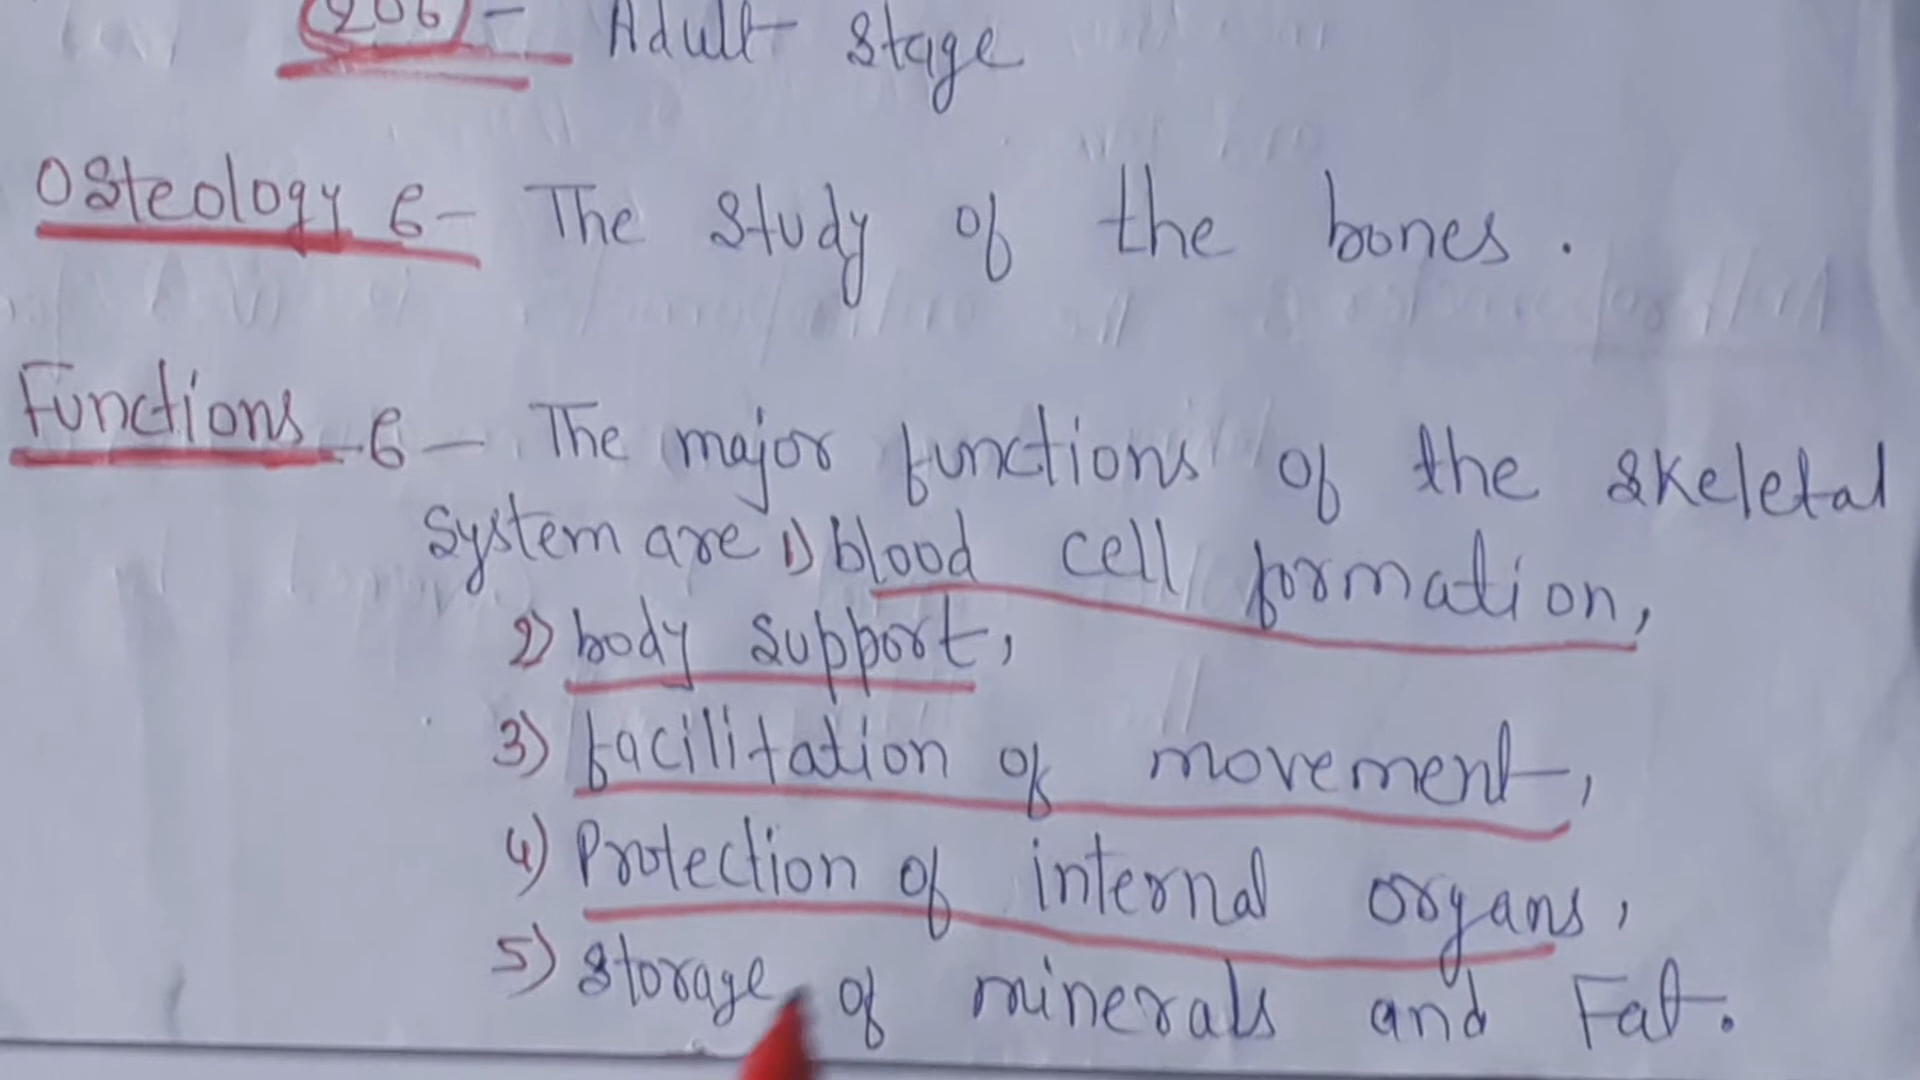 (206) - Adult stage
Osteology :- The study of the bones.
Functions :- The major functions of the skeletal
system are 1) blood cell formation,
2) body support,
3) facilitation of movement,
4) Protection of internal organs,
5) storage of minerals and Fat.